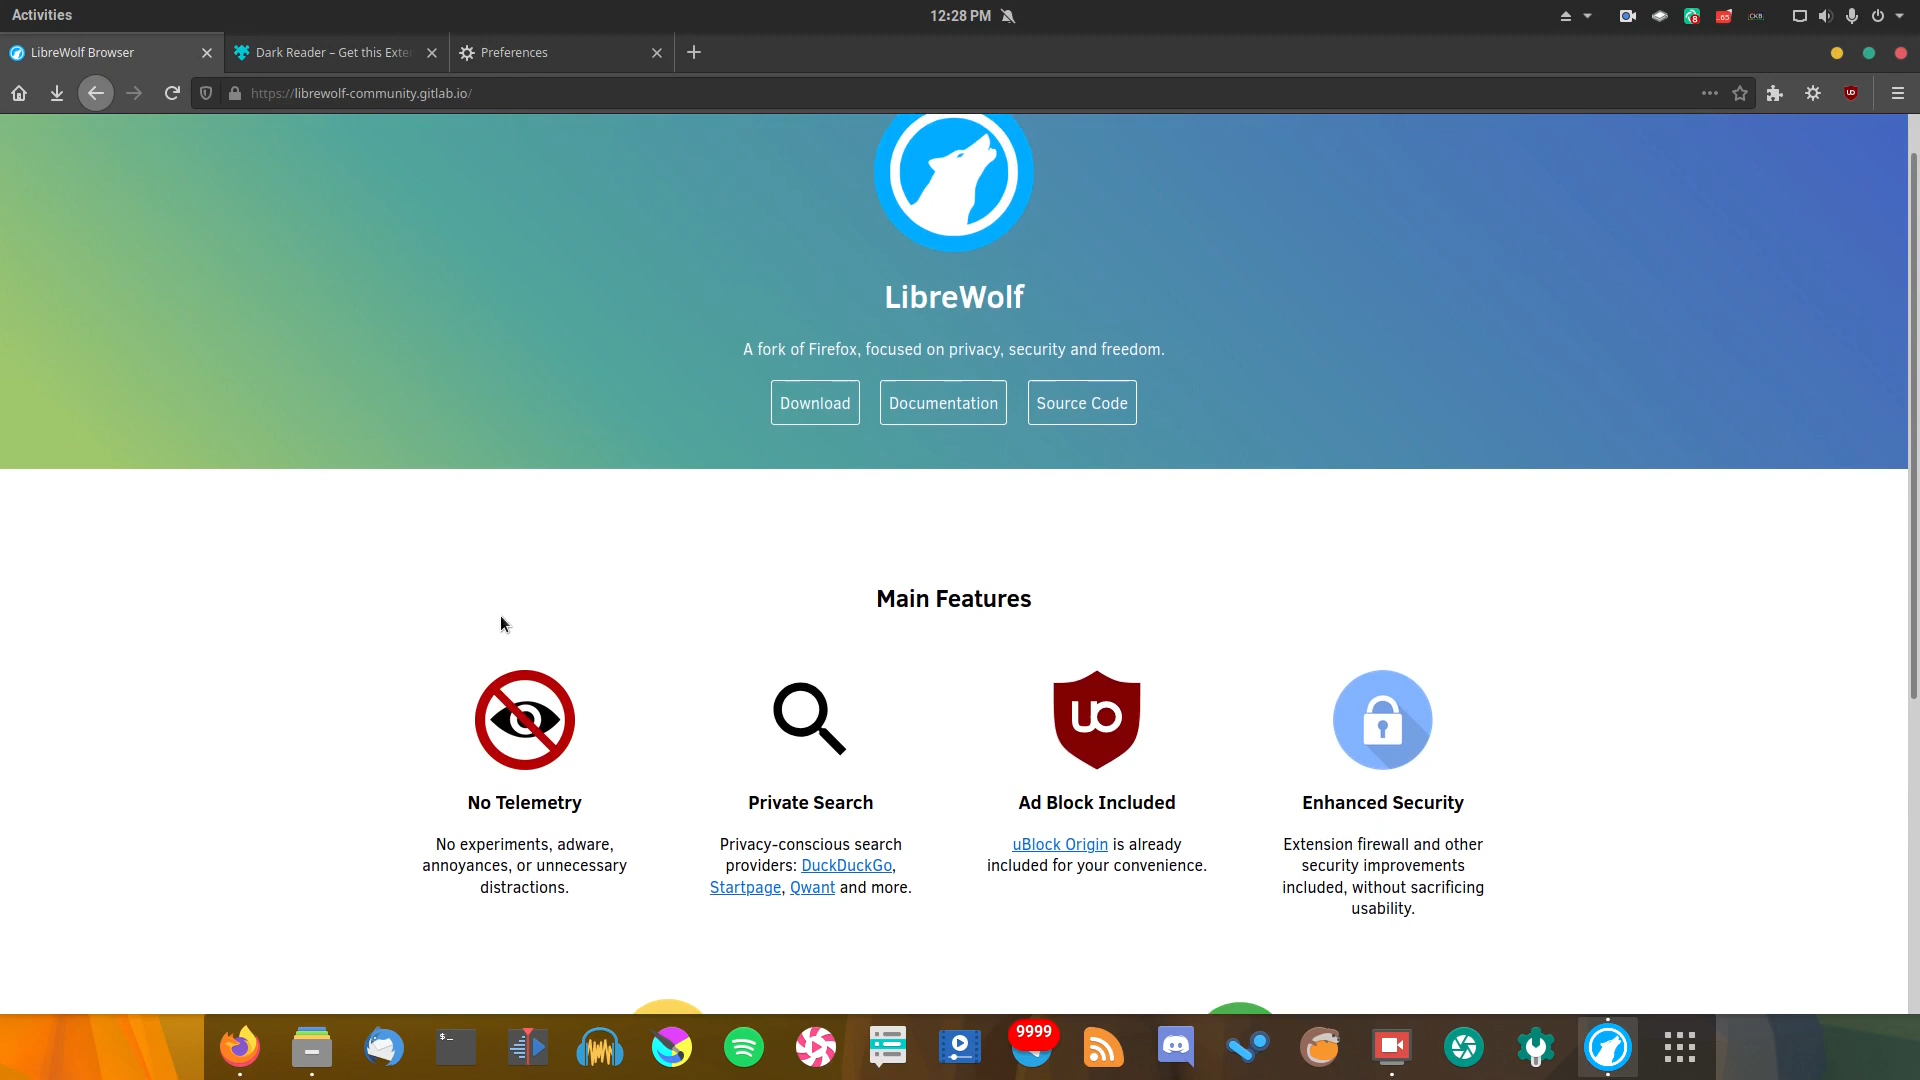 Activities
12:28 PM
8
.65
CKB
LibreWolf Browser
Dark Reader – Get this Exte
Preferences
https://librewolf-community.gitlab.io/
LibreWolf
A fork of Firefox, focused on privacy, security and freedom.
Download
Documentation
Source Code
Main Features
No Telemetry
No experiments, adware,
annoyances, or unnecessary
distractions.
Private Search
Privacy-conscious search
providers: DuckDuckGo,
Startpage, Qwant and more.
Ad Block Included
uBlock Origin is already
included for your convenience.
Enhanced Security
Extension firewall and other
security improvements
included, without sacrificing
usability.
$_
9999